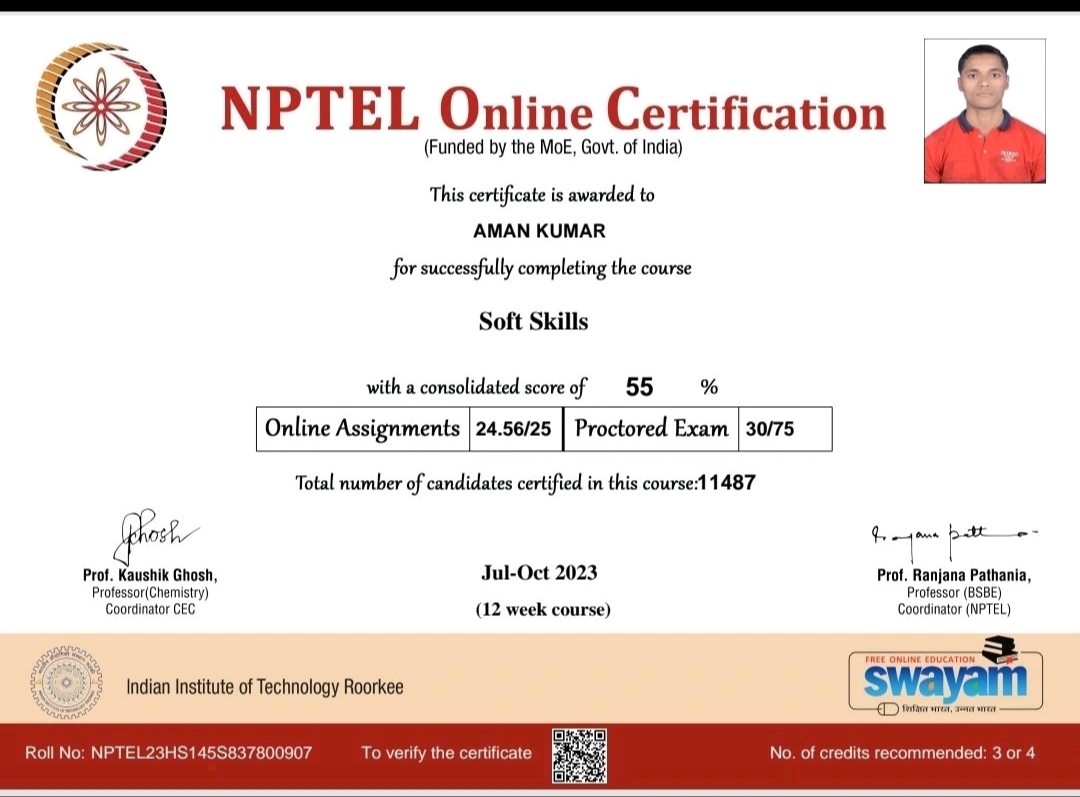 NPTEL Online Certification
(Funded by the MoE, Govt. of India)
This certificate is awarded to
AMAN KUMAR
for successfully completing the course
Soft Skills
with a consolidated score of 55 %
Online Assignments 24.56/25 Proctored Exam 30/75
Total number of candidates certified in this course:11487
Prof. Kaushik Ghosh,
Professor(Chemistry)
Coordinator CEC
Jul-Oct 2023
(12 week course)
Prof. Ranjana Pathania,
Professor (BSBE)
Coordinator (NPTEL)
Indian Institute of Technology Roorkee
FREE ONLINE EDUCATION
swayam
शिक्षित भारत, उन्नत भारत
Roll No: NPTEL23HS145S837800907 To verify the certificate No. of credits recommended: 3 or 4